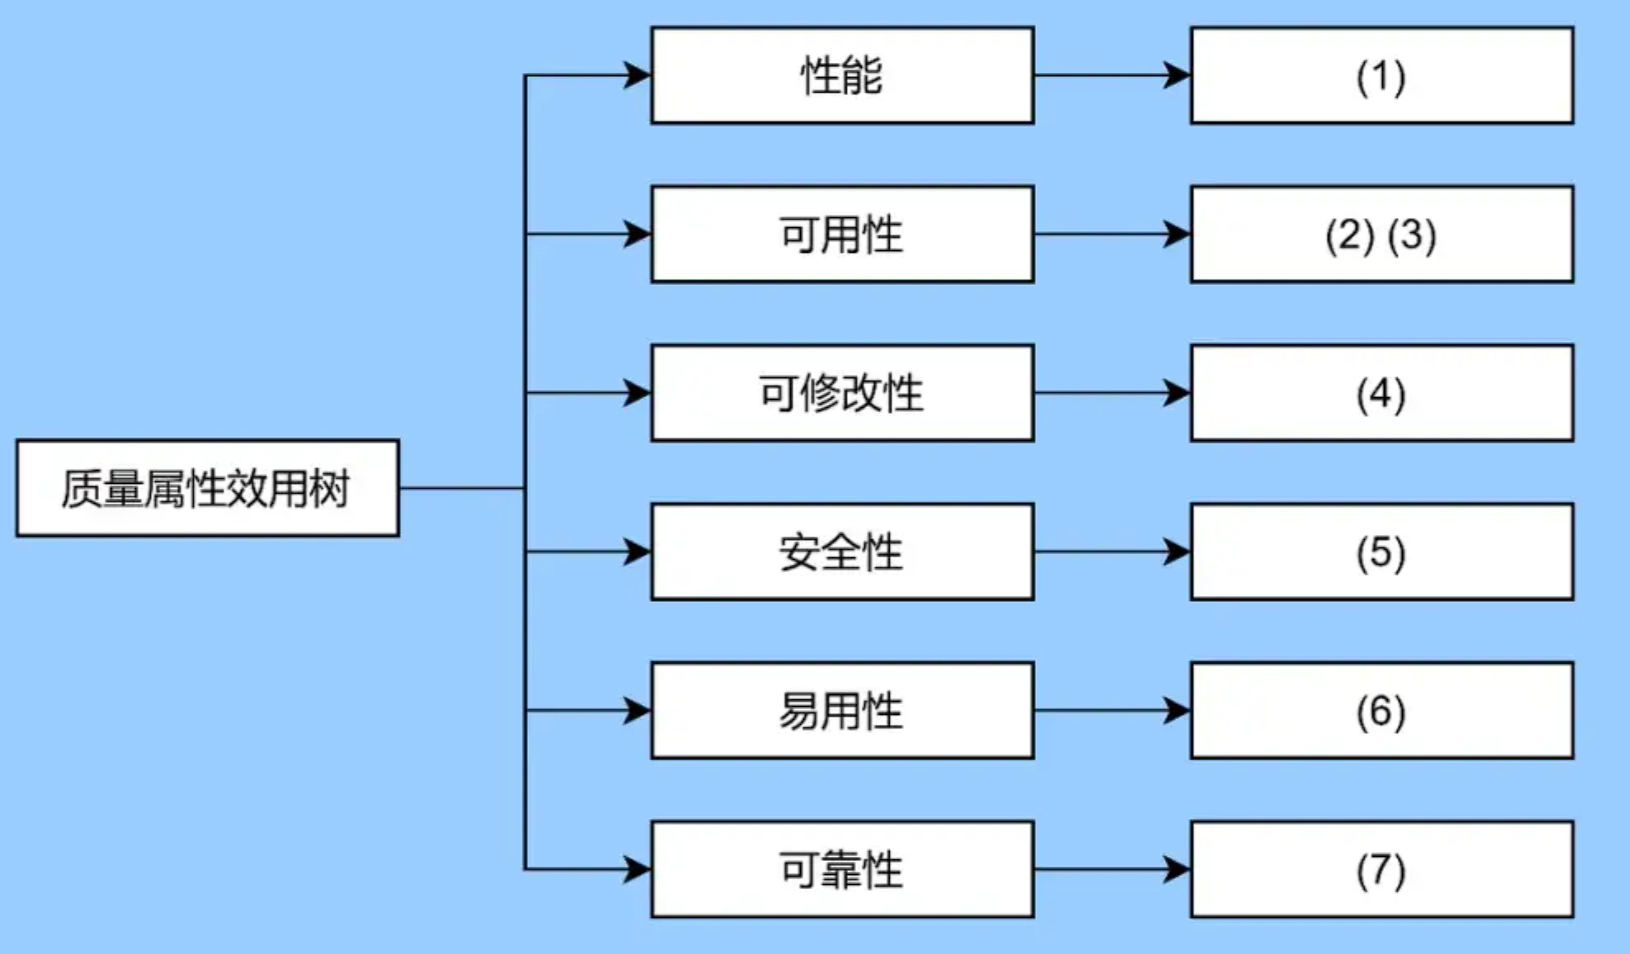 性能
(1)
可用性
(2) (3)
可修改性
(4)
质量属性效用树
安全性
(5)
易用性
(6)
可靠性
(7)